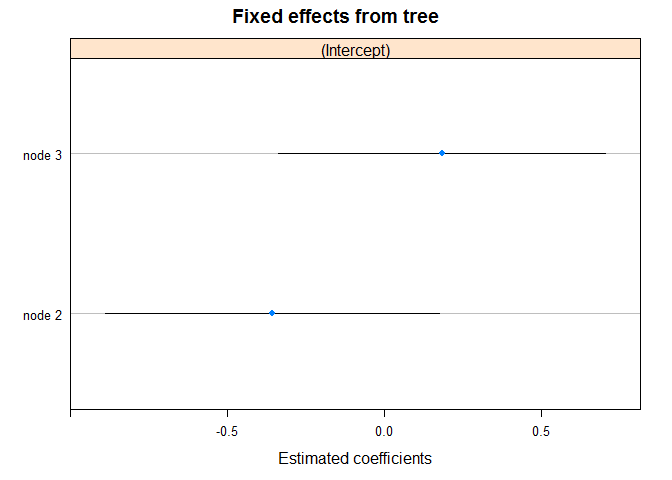 Fixed effects from tree
(Intercept)
node 3
node 2
-0.5 0.0 0.5
Estimated coefficients